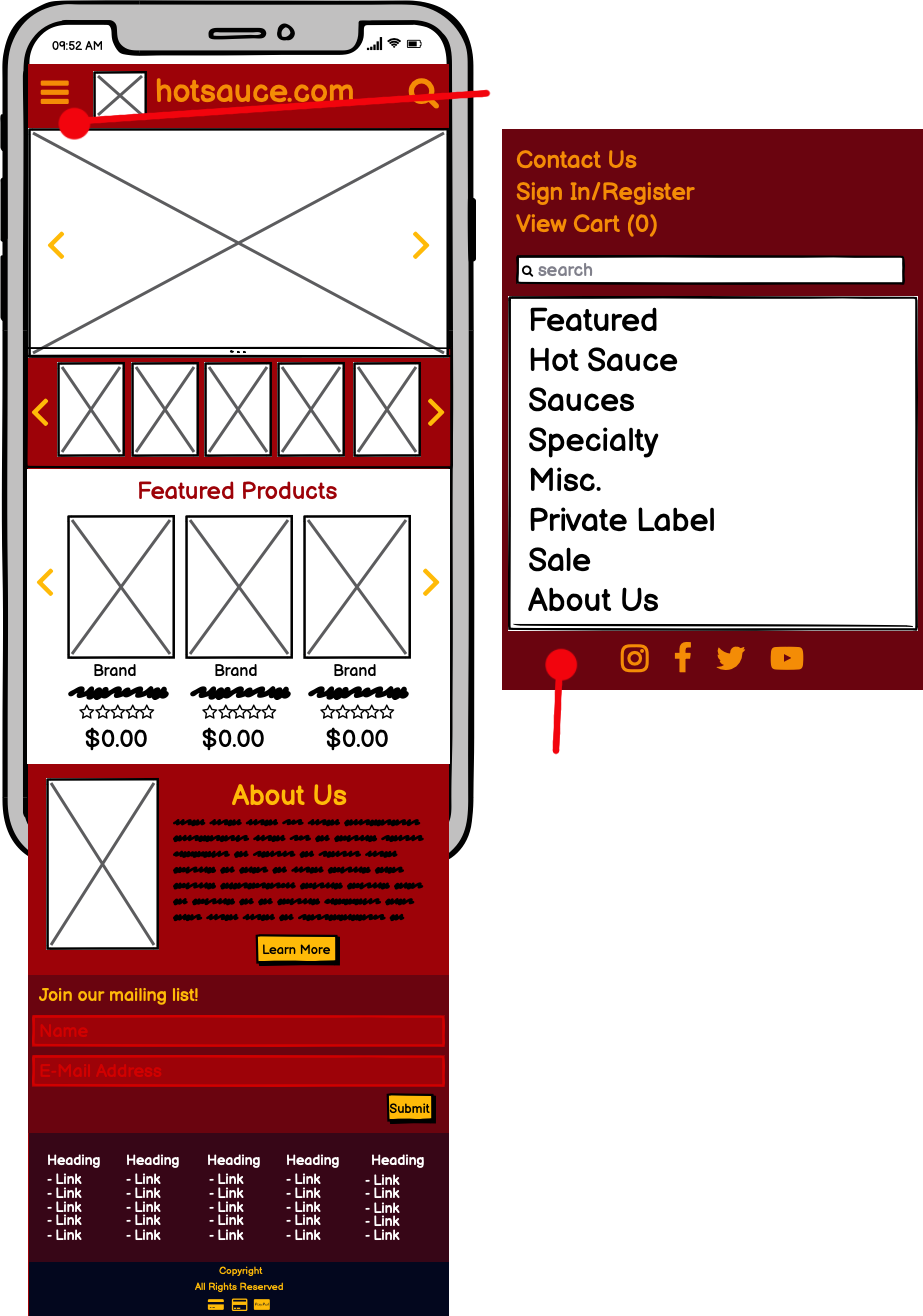 09:52 AM
hotsauce.com
Contact Us
Sign In/Register
View Cart (0)
search
Featured
Hot Sauce
Sauces
Specialty
Misc.
Private Label
Sale
About Us
Featured Products
Brand Brand Brand
$0.00 $0.00 $0.00
About Us
Learn More
Join our mailing list!
Name
E-Mail Address
Submit
Heading Heading Heading Heading Heading
- Link - Link - Link - Link - Link
- Link - Link - Link - Link - Link
- Link - Link - Link - Link - Link
- Link - Link - Link - Link - Link
- Link - Link - Link - Link - Link
Copyright
All Rights Reserved
PayPal